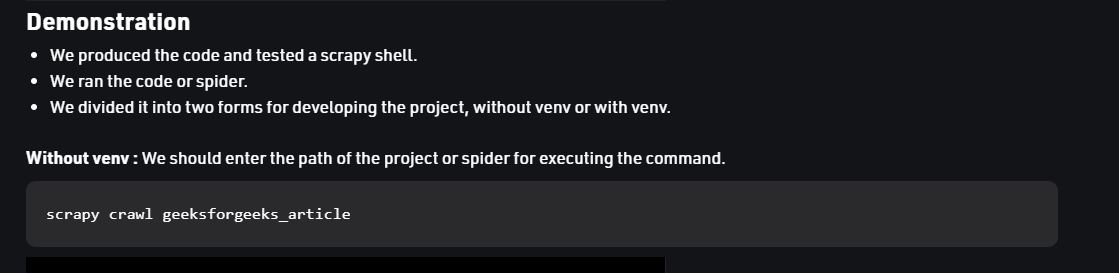 Demonstration
• We produced the code and tested a scrapy shell.
• We ran the code or spider.
• We divided it into two forms for developing the project, without venv or with venv.
Without venv : We should enter the path of the project or spider for executing the command.
scrapy crawl geeksforgeeks_article